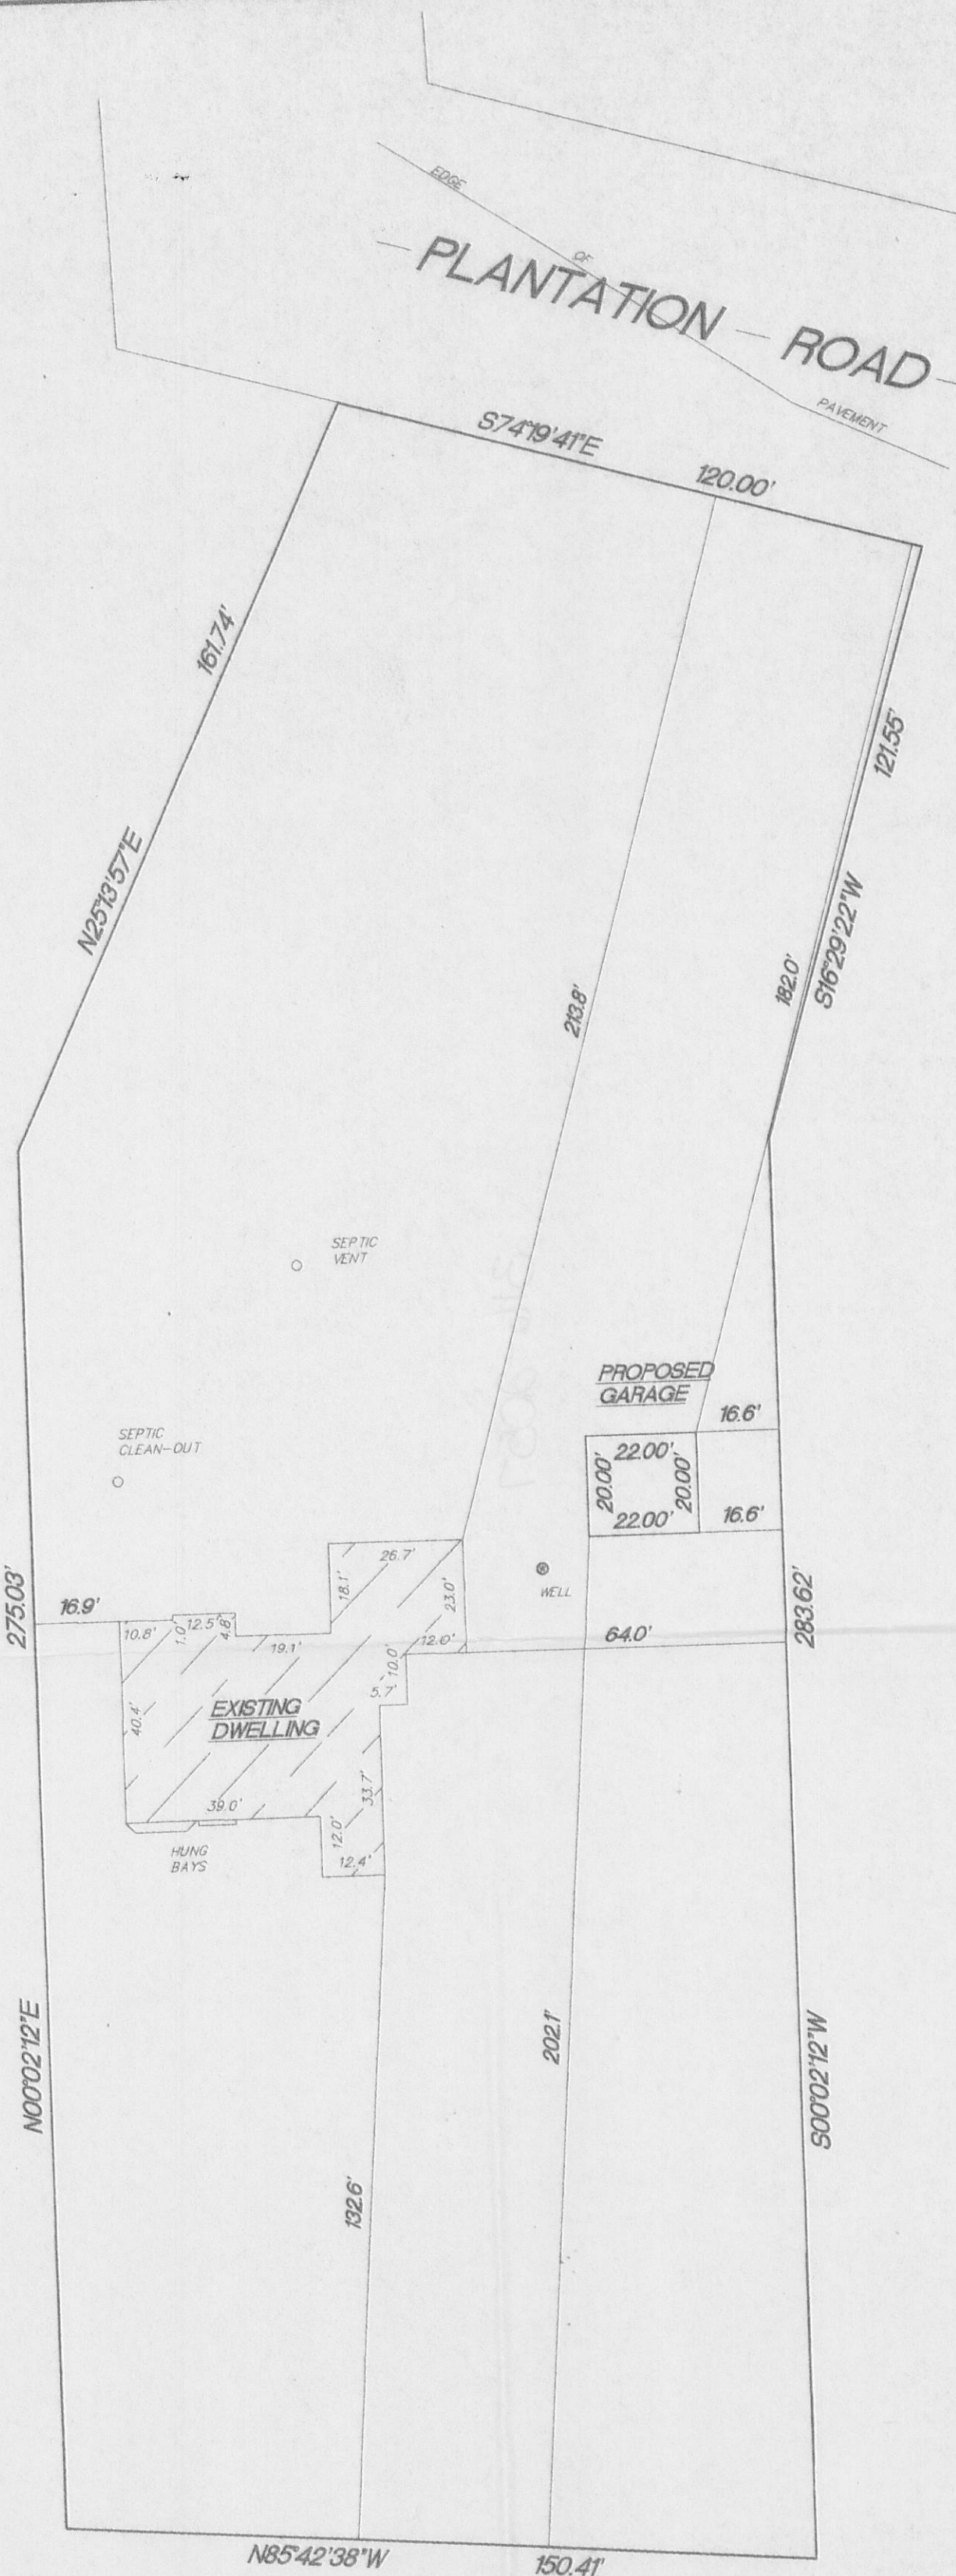 EDGE
OF
PAVEMENT
PLANTATION ROAD
S74°19'41"E
120.00'
161.74'
N25°13'57"E
121.55'
S16°29'22"W
213.8'
182.0'
SEPTIC
VENT
PROPOSED
GARAGE
16.6'
22.00'
20.00'
20.00'
22.00'
16.6'
SEPTIC
CLEAN-OUT
26.7'
18.1'
23.0'
WELL
275.03'
16.9'
10.8'
1.0'
12.5'
4.8'
19.1'
12.0'
10.0'
5.7'
64.0'
283.62'
40.4'
EXISTING
DWELLING
33.7'
39.0'
12.0'
12.4'
HUNG
BAYS
N00°02'12"E
202.1'
S00°02'12"W
132.6'
N85°42'38"W
150.41'